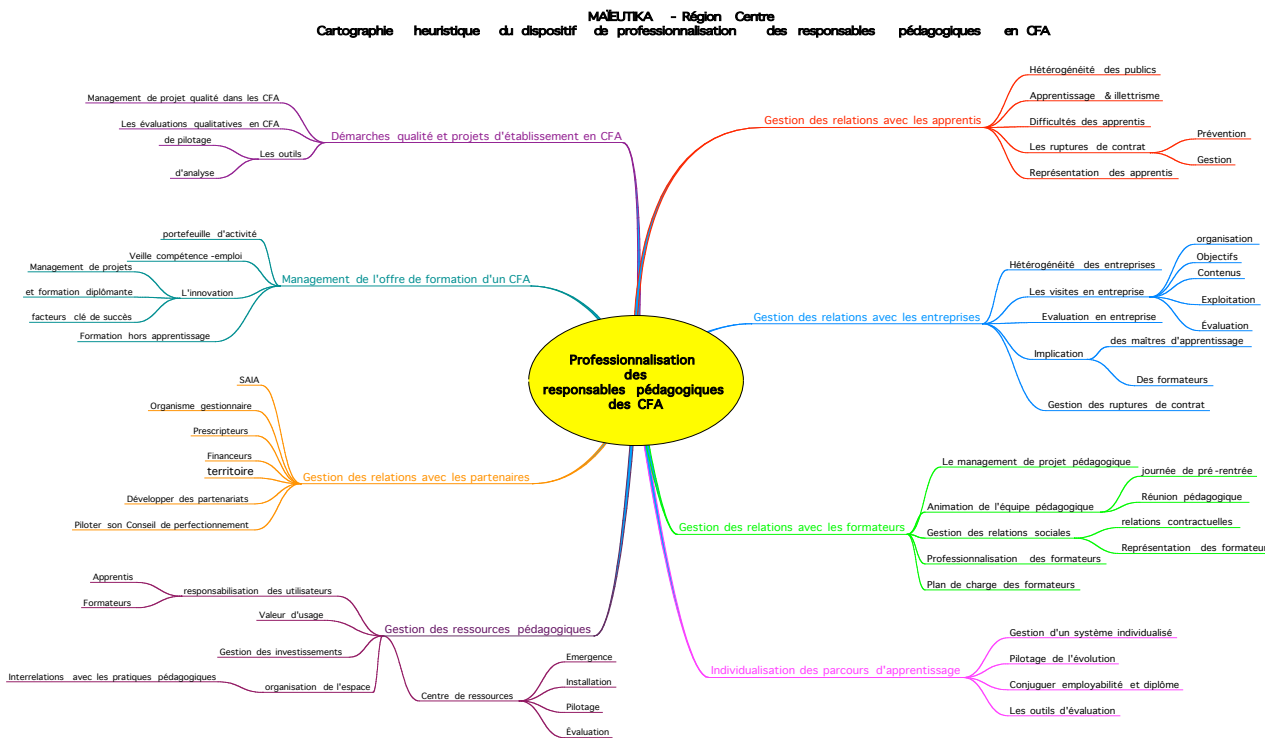 MAÏEUTIKA - Région Centre
Cartographie heuristique du dispositif de professionnalisation des responsables pédagogiques en CFA
Professionnalisation
des
responsables pédagogiques
des CFA
Gestion des relations avec les apprentis
Hétérogénéité des publics
Apprentissage & illettrisme
Difficultés des apprentis
Les ruptures de contrat
Prévention
Gestion
Représentation des apprentis
Gestion des relations avec les entreprises
Hétérogénéité des entreprises
Les visites en entreprise
organisation
Objectifs
Contenus
Exploitation
Évaluation
Evaluation en entreprise
Implication
des maîtres d'apprentissage
Des formateurs
Gestion des ruptures de contrat
Gestion des relations avec les formateurs
Le management de projet pédagogique
Animation de l'équipe pédagogique
journée de pré-rentrée
Réunion pédagogique
Gestion des relations sociales
relations contractuelles
Représentation des formateur
Professionnalisation des formateurs
Plan de charge des formateurs
Individualisation des parcours d'apprentissage
Gestion d'un système individualisé
Pilotage de l'évolution
Conjuguer employabilité et diplôme
Les outils d'évaluation
Démarches qualité et projets d'établissement en CFA
Management de projet qualité dans les CFA
Les évaluations qualitatives en CFA
Les outils
de pilotage
d'analyse
Management de l'offre de formation d'un CFA
portefeuille d'activité
Veille compétence -emploi
L'innovation
Management de projets
et formation diplômante
facteurs clé de succès
Formation hors apprentissage
Gestion des relations avec les partenaires
SAIA
Organisme gestionnaire
Prescripteurs
Financeurs
territoire
Développer des partenariats
Piloter son Conseil de perfectionnement
Gestion des ressources pédagogiques
responsabilisation des utilisateurs
Apprentis
Formateurs
Valeur d'usage
Gestion des investissements
organisation de l'espace
Interrelations avec les pratiques pédagogiques
Centre de ressources
Emergence
Installation
Pilotage
Évaluation